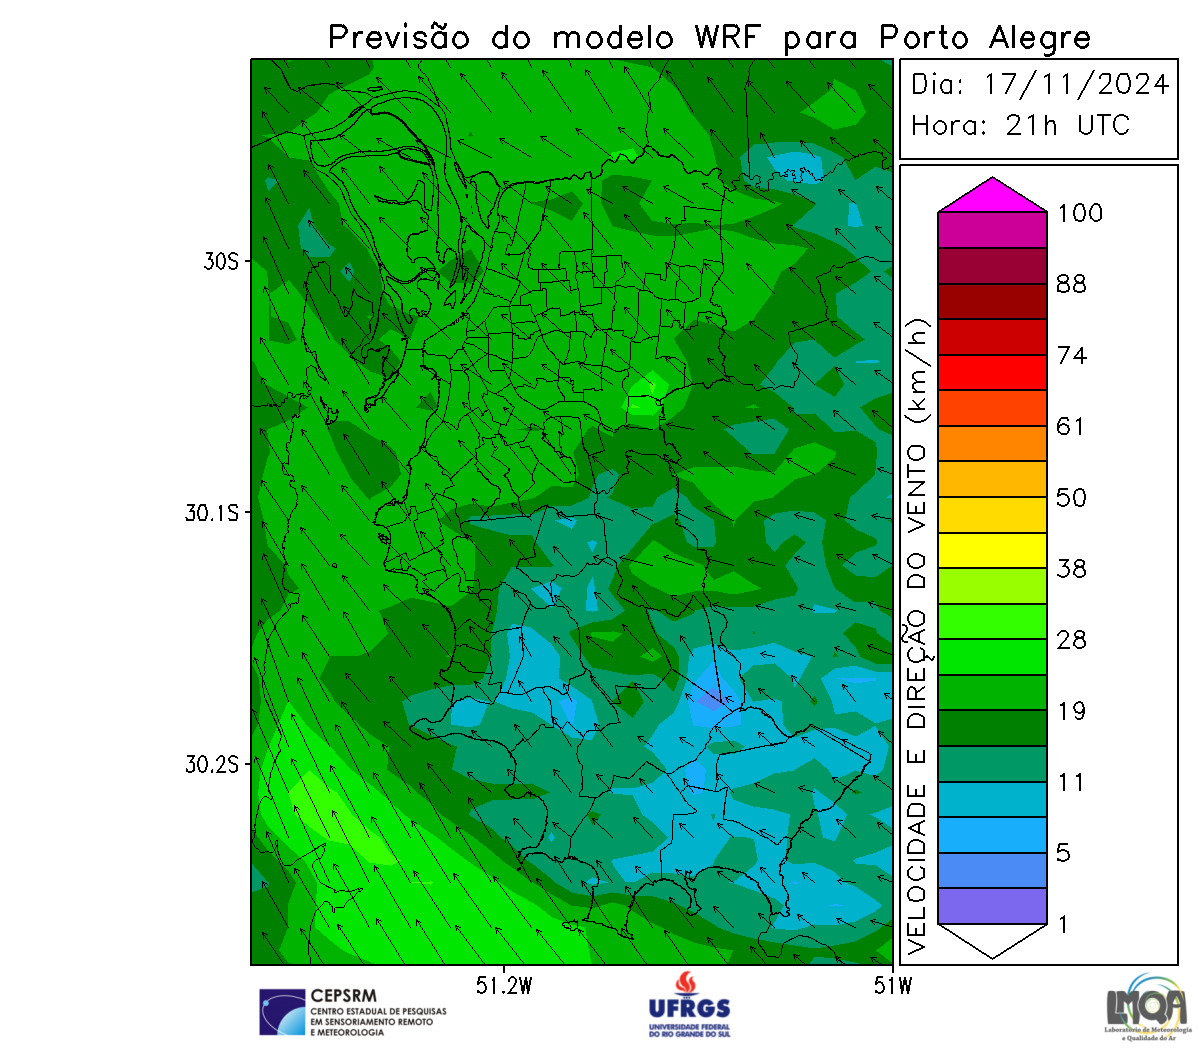 Previsão do modelo WRF para Porto Alegre
Dia: 17/11/2024
Hora: 21h UTC
100
88
74
61
50
38
28
19
11
5
1
VELOCIDADE E DIREÇÃO DO VENTO (km/h)
30S
30.1S
30.2S
51.2W
51W
CEPSRM
CENTRO ESTADUAL DE PESQUISAS
EM SENSORIAMENTO REMOTO
E METEOROLOGIA
UFRGS
UNIVERSIDADE FEDERAL
DO RIO GRANDE DO SUL
LMQA
Laboratório de Meteorologia
e Qualidade do Ar